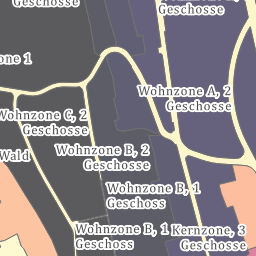 Geschosse
Geschosse
one 1
Wohnzone A, 2
Geschosse
Wohnzone C, 2
Geschosse
Wald
Wohnzone B, 2
Geschosse
Wohnzone B, 1
Geschoss
Wohnzone B, 1
Geschoss
Kernzone, 3
Geschosse